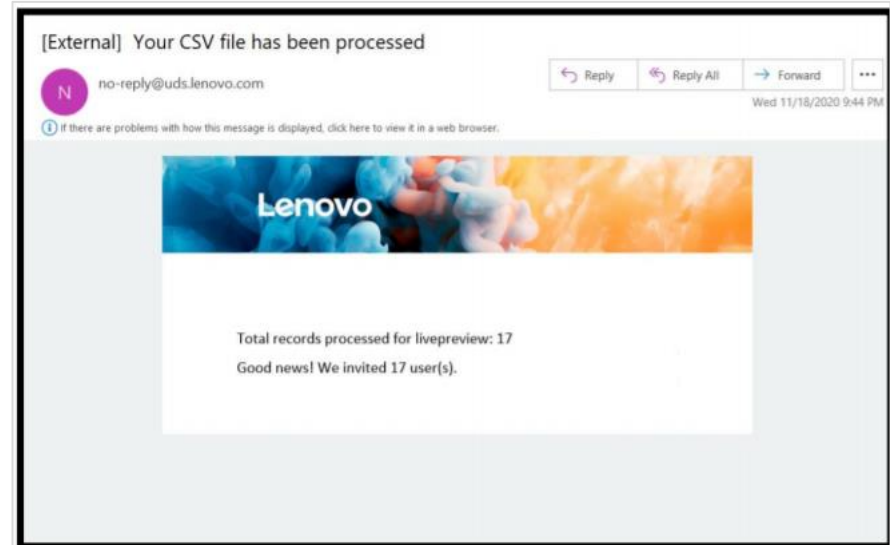 [External] Your CSV file has been processed
N
no-reply@uds.lenovo.com
Reply
Reply All
Forward
...
Wed 11/18/2020 9:44 PM
If there are problems with how this message is displayed, click here to view it in a web browser.
Lenovo
Total records processed for livepreview: 17
Good news! We invited 17 user(s).